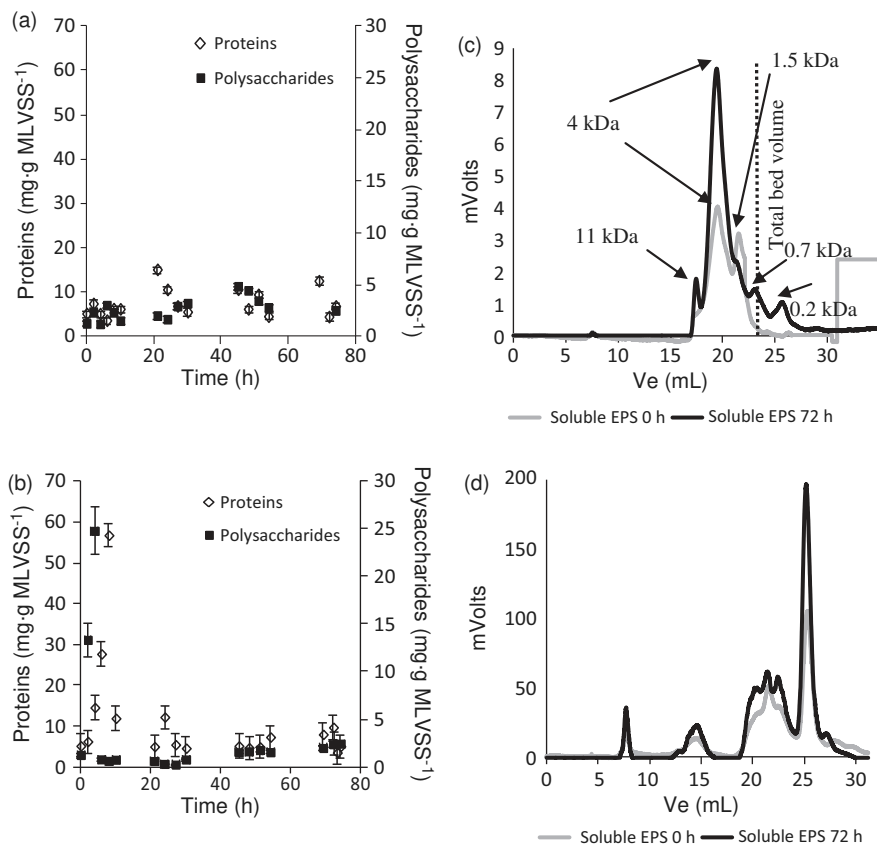 (a)
70
60
50
40
30
20
10
0
Proteins (mg·g MLVSS⁻¹)
30
25
20
15
10
5
0
Polysaccharides (mg·g MLVSS⁻¹)
Proteins
Polysaccharides
0 20 40 60 80
Time (h)
(c)
9
8
7
6
5
4
3
2
1
0
mVolts
1.5 kDa
4 kDa
Total bed volume
11 kDa
0.7 kDa
0.2 kDa
0 5 10 15 20 25 30
Ve (mL)
Soluble EPS 0 h Soluble EPS 72 h
(b)
70
60
50
40
30
20
10
0
Proteins (mg·g MLVSS⁻¹)
30
25
20
15
10
5
0
Polysaccharides (mg·g MLVSS⁻¹)
Proteins
Polysaccharides
0 20 40 60 80
Time (h)
(d)
200
150
100
50
0
mVolts
0 5 10 15 20 25 30
Ve (mL)
Soluble EPS 0 h Soluble EPS 72 h